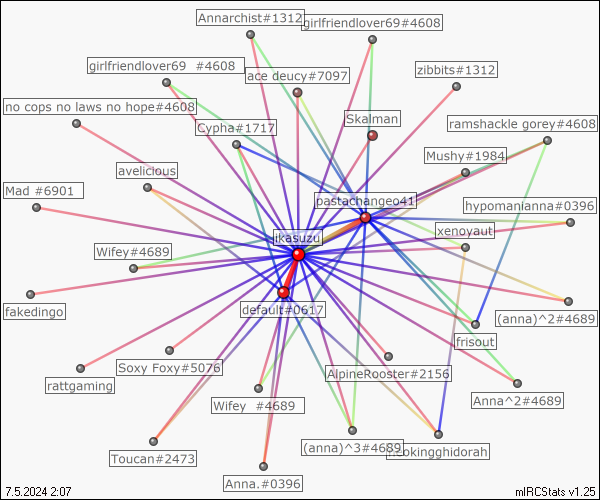 Annarchist#1312
girlfriendlover69#4608
girlfriendlover69 #4608
ace deucy#7097
zibbits#1312
no cops no laws no hope#4608
Cypha#1717
Skalman
ramshackle gorey#4608
Mushy#1984
avelicious
Mad #6901
pastachangeo41
hypomanianna#0396
ikasuzu
xenoyaut
Wifey#4689
fakedingo
default#0617
(anna)^2#4689
frisout
Soxy Foxy#5076
AlpineRooster#2156
rattgaming
Wifey #4689
Anna^2#4689
(anna)^3#4689
okingghidorah
Toucan#2473
Anna.#0396
7.5.2024 2:07
mIRCStats v1.25